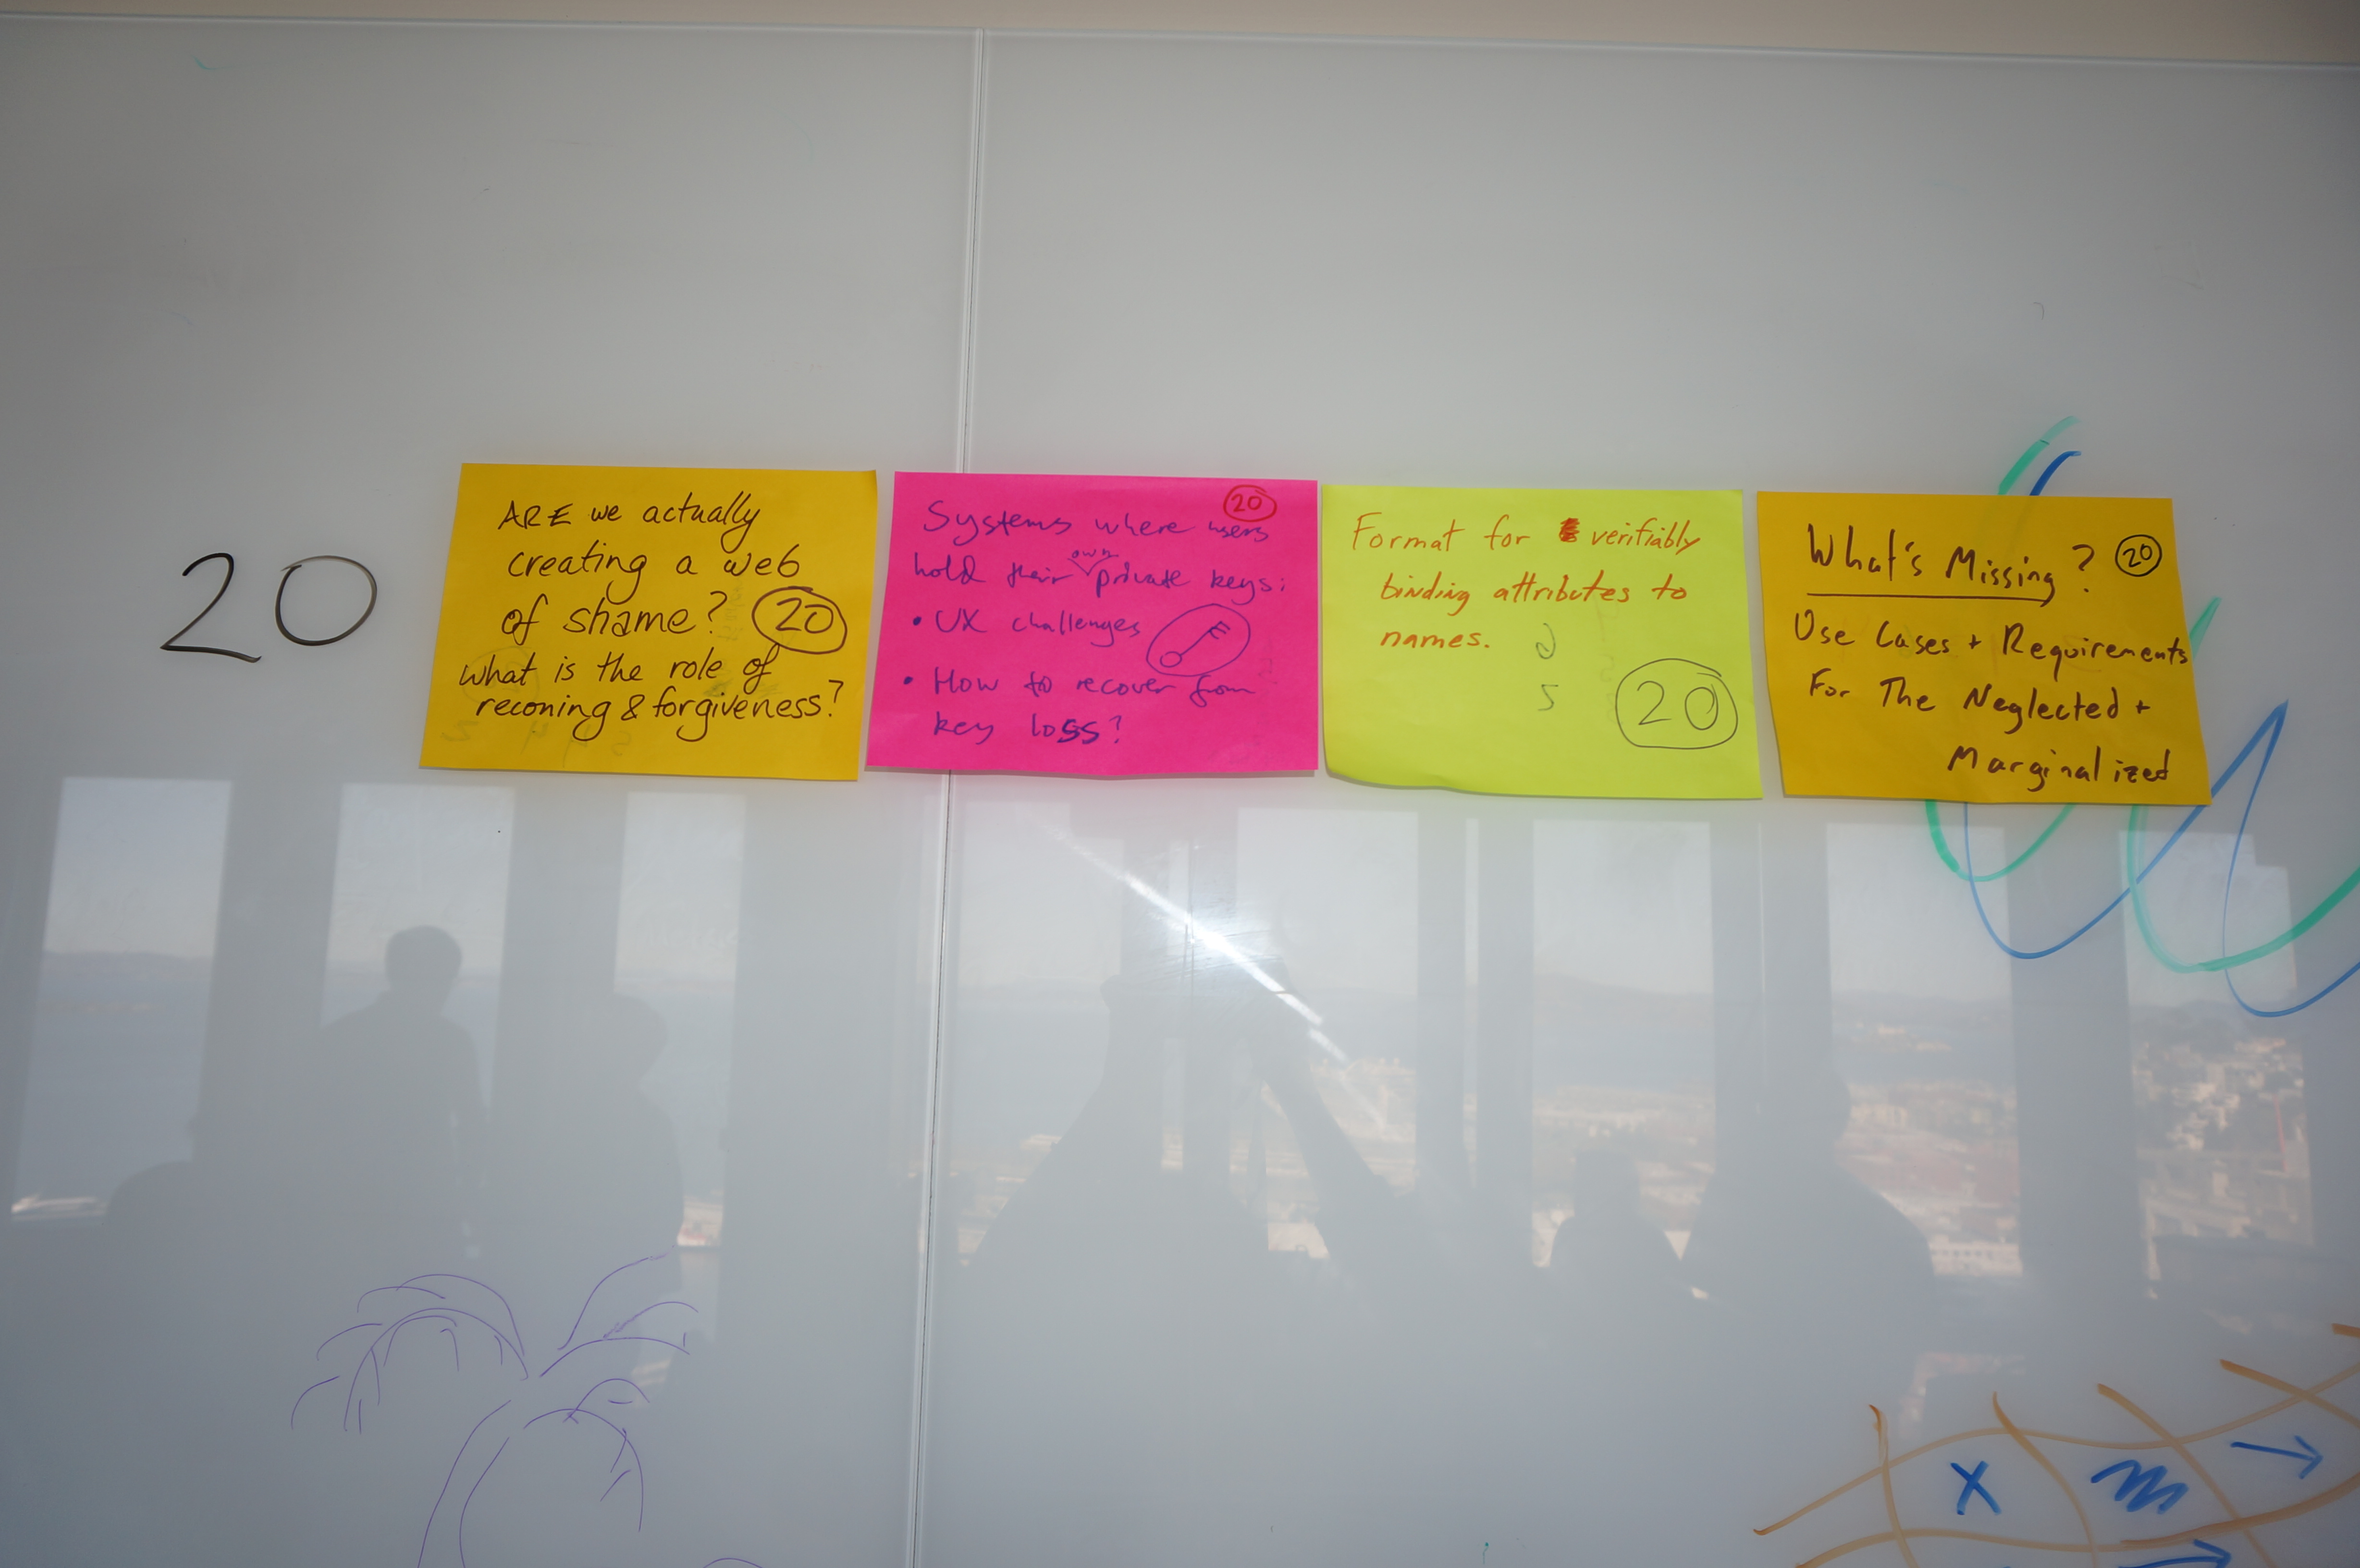 20
ARE we actually
creating a web
of shame? 20
what is the role of
reconing & forgiveness?
20
Systems where users
hold their own private keys:
• UX challenges
• How to recover from
key loss?
Format for verifiably
binding attributes to
names.
20
What's Missing? 20
Use Cases + Requirements
For The Neglected +
Marginalized
X